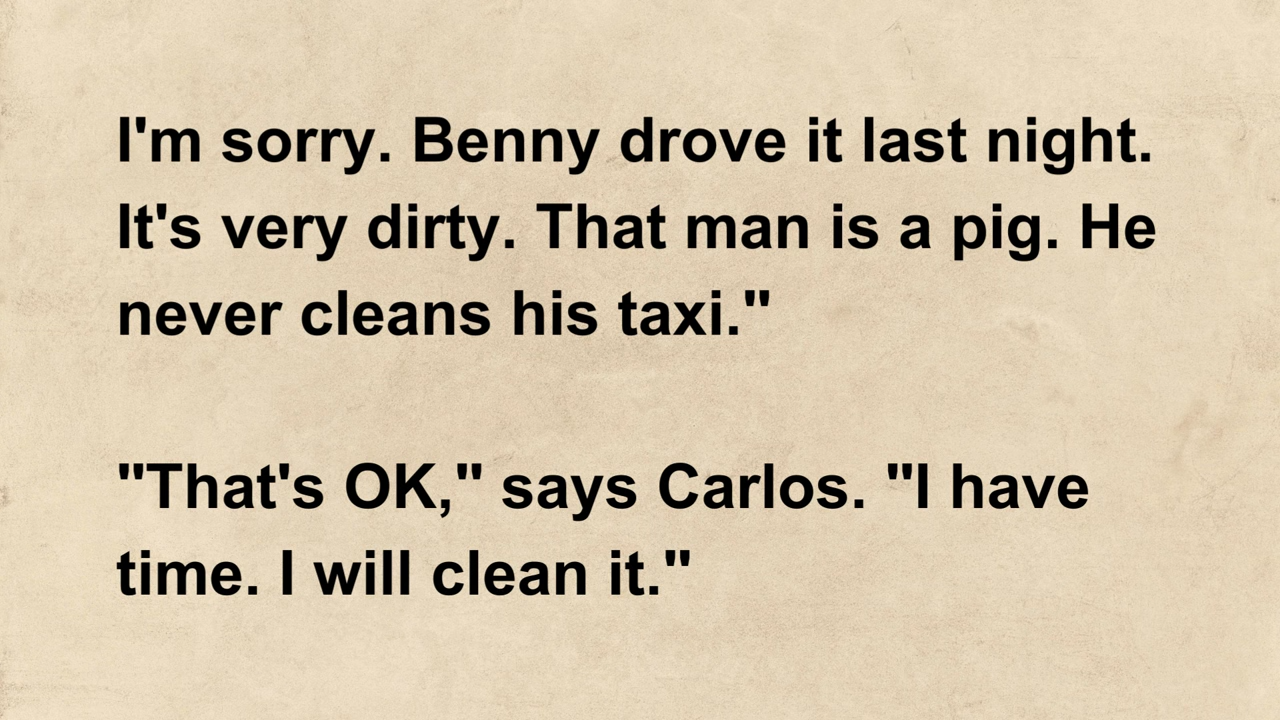 I'm sorry. Benny drove it last night.
It's very dirty. That man is a pig. He
never cleans his taxi."
"That's OK," says Carlos. "I have
time. I will clean it."